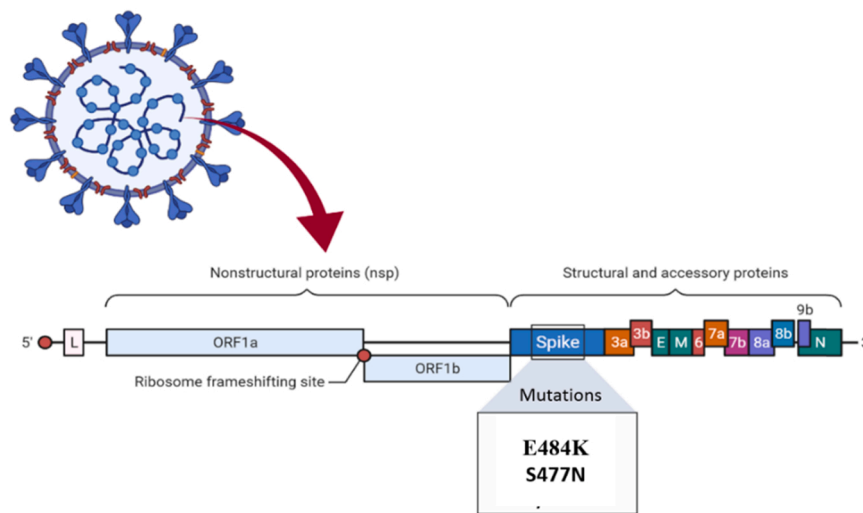 Nonstructural proteins (nsp)
Structural and accessory proteins
9b
3b 7a 8b
5' L ORF1a Spike 3a E M 6 7b 8a N 3
Ribosome frameshifting site
ORF1b
Mutations
E484K
S477N